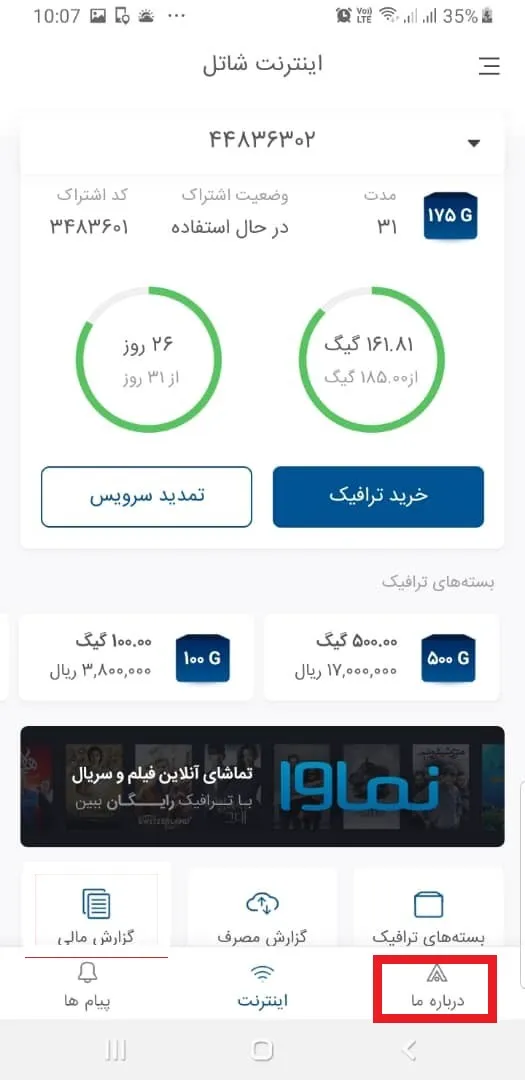 10:07
35%
اینترنت شاتل
۴۴۸۳۶۳۰۲
مدت
وضعیت اشتراک
کد اشتراک
۱۷۵ G
۳۱
در حال استفاده
۳۴۸۳۶۰۱
۱۶۱.۸۱ گیگ
از ۱۸۵.۰۰ گیگ
۲۶ روز
از ۳۱ روز
خرید ترافیک
تمدید سرویس
بسته‌های ترافیک
۵۰۰ G
۵۰۰.۰۰ گیگ
۱۷,۰۰۰,۰۰۰ ریال
۱۰۰ G
۱۰۰.۰۰ گیگ
۳,۸۰۰,۰۰۰ ریال
نماوا
تماشای آنلاین فیلم و سریال
با ترافیک رایگان ببین
بسته‌های ترافیک
گزارش مصرف
گزارش مالی
درباره ما
اینترنت
پیام ها